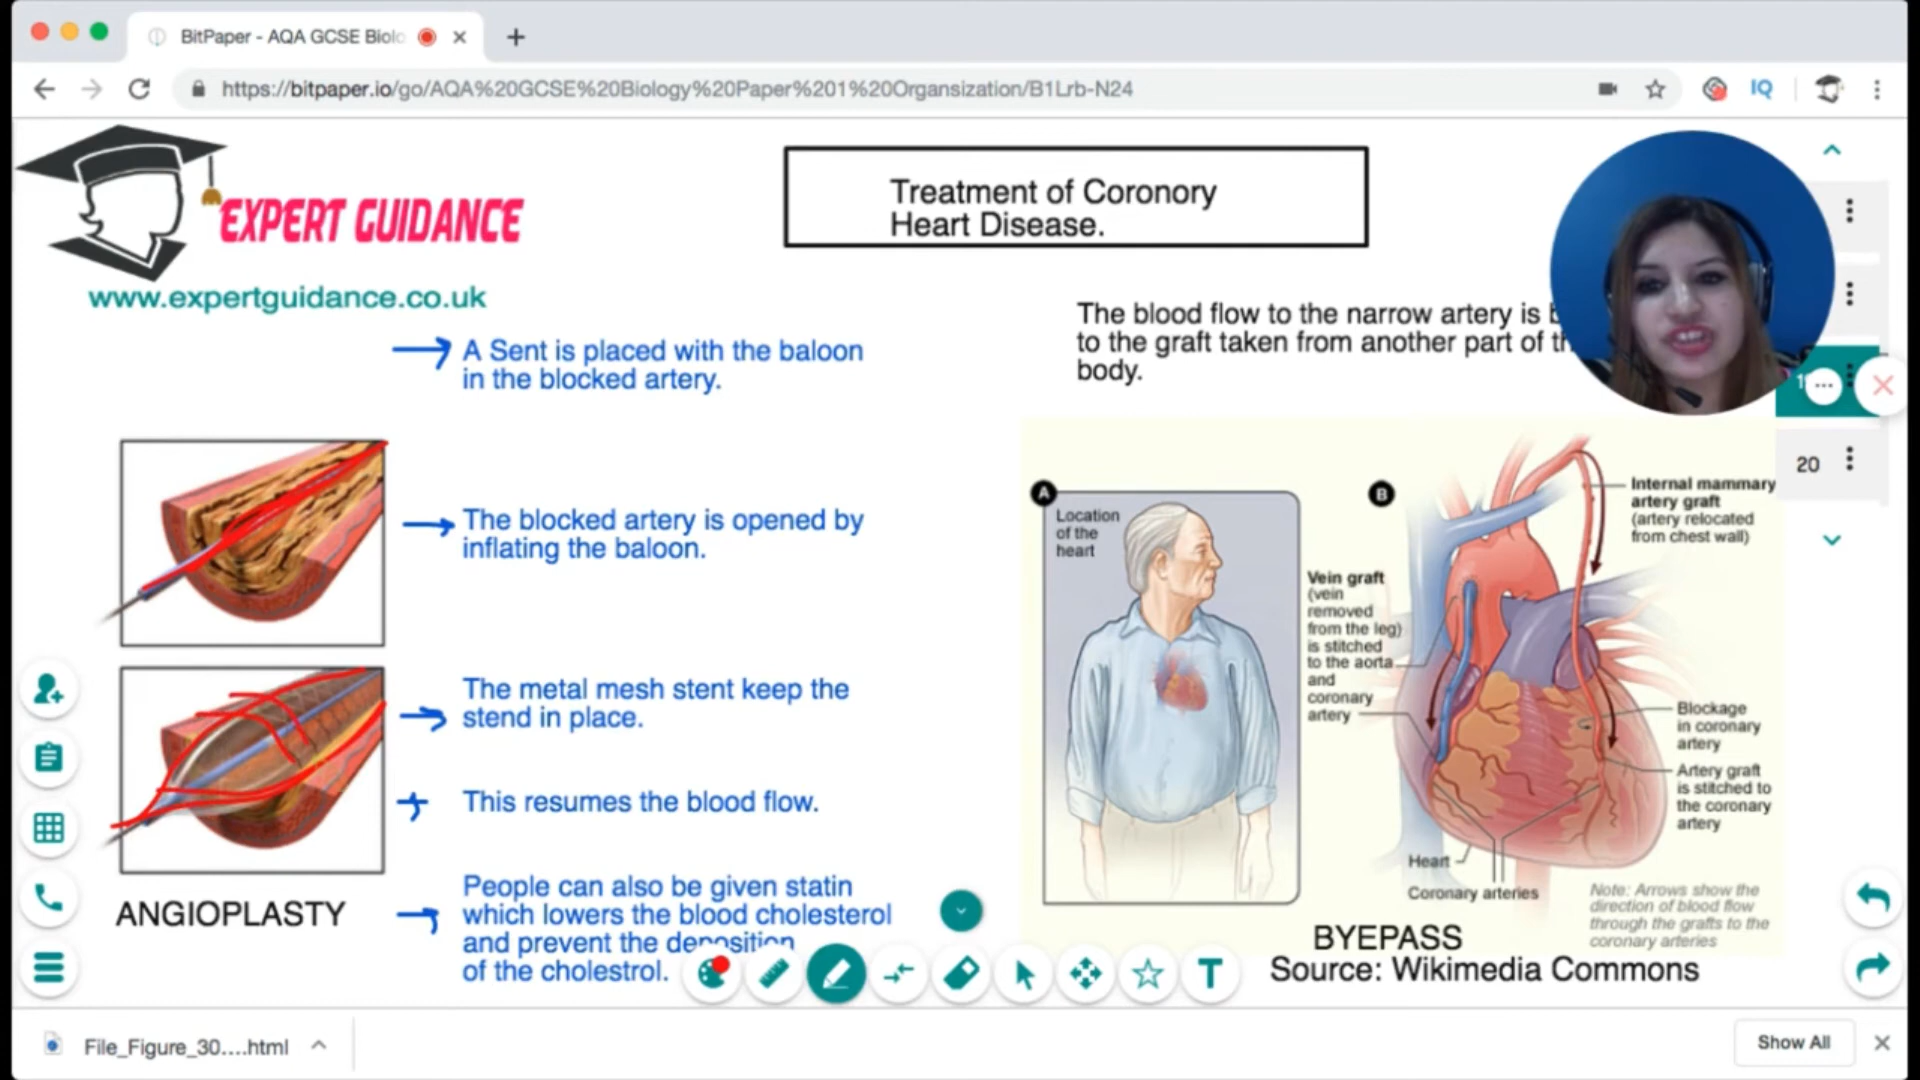 BitPaper - AQA GCSE Biolo
https://bitpaper.io/go/AQA%20GCSE%20Biology%20Paper%201%20Organsization/B1Lrb-N24
IQ
EXPERT GUIDANCE
www.expertguidance.co.uk
Treatment of Coronory
Heart Disease.
A Sent is placed with the baloon
in the blocked artery.
The blocked artery is opened by
inflating the baloon.
The metal mesh stent keep the
stend in place.
This resumes the blood flow.
People can also be given statin
which lowers the blood cholesterol
and prevent the deposition
of the cholestrol.
ANGIOPLASTY
The blood flow to the narrow artery is
to the graft taken from another part of
body.
A
Location
of the
heart
B
Vein graft
(vein
removed
from the leg)
is stitched
to the aorta
and
coronary
artery
Internal mammary
artery graft
(artery relocated
from chest wall)
Blockage
in coronary
artery
Artery graft
is stitched to
the coronary
artery
Heart
Coronary arteries
Note: Arrows show the
direction of blood flow
through the grafts to the
coronary arteries
BYEPASS
Source: Wikimedia Commons
20
T
File_Figure_30....html
Show All